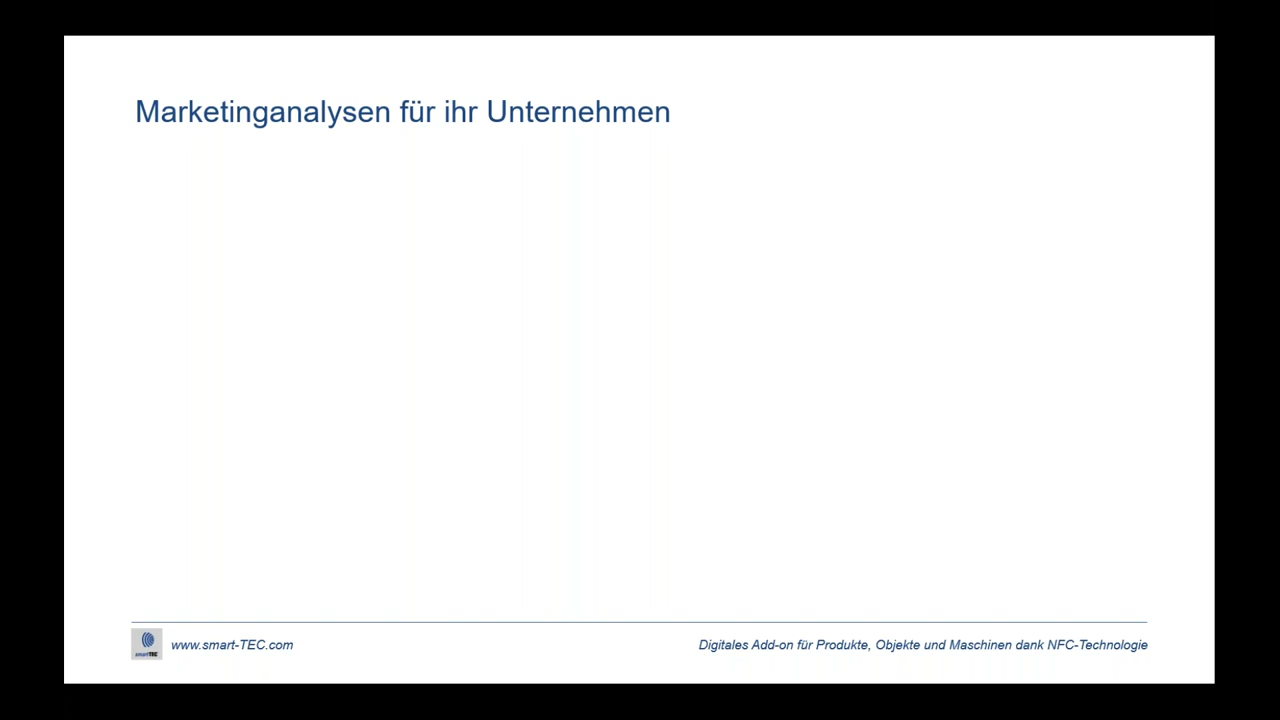 Marketinganalysen für ihr Unternehmen
smartTEC
www.smart-TEC.com
Digitales Add-on für Produkte, Objekte und Maschinen dank NFC-Technologie